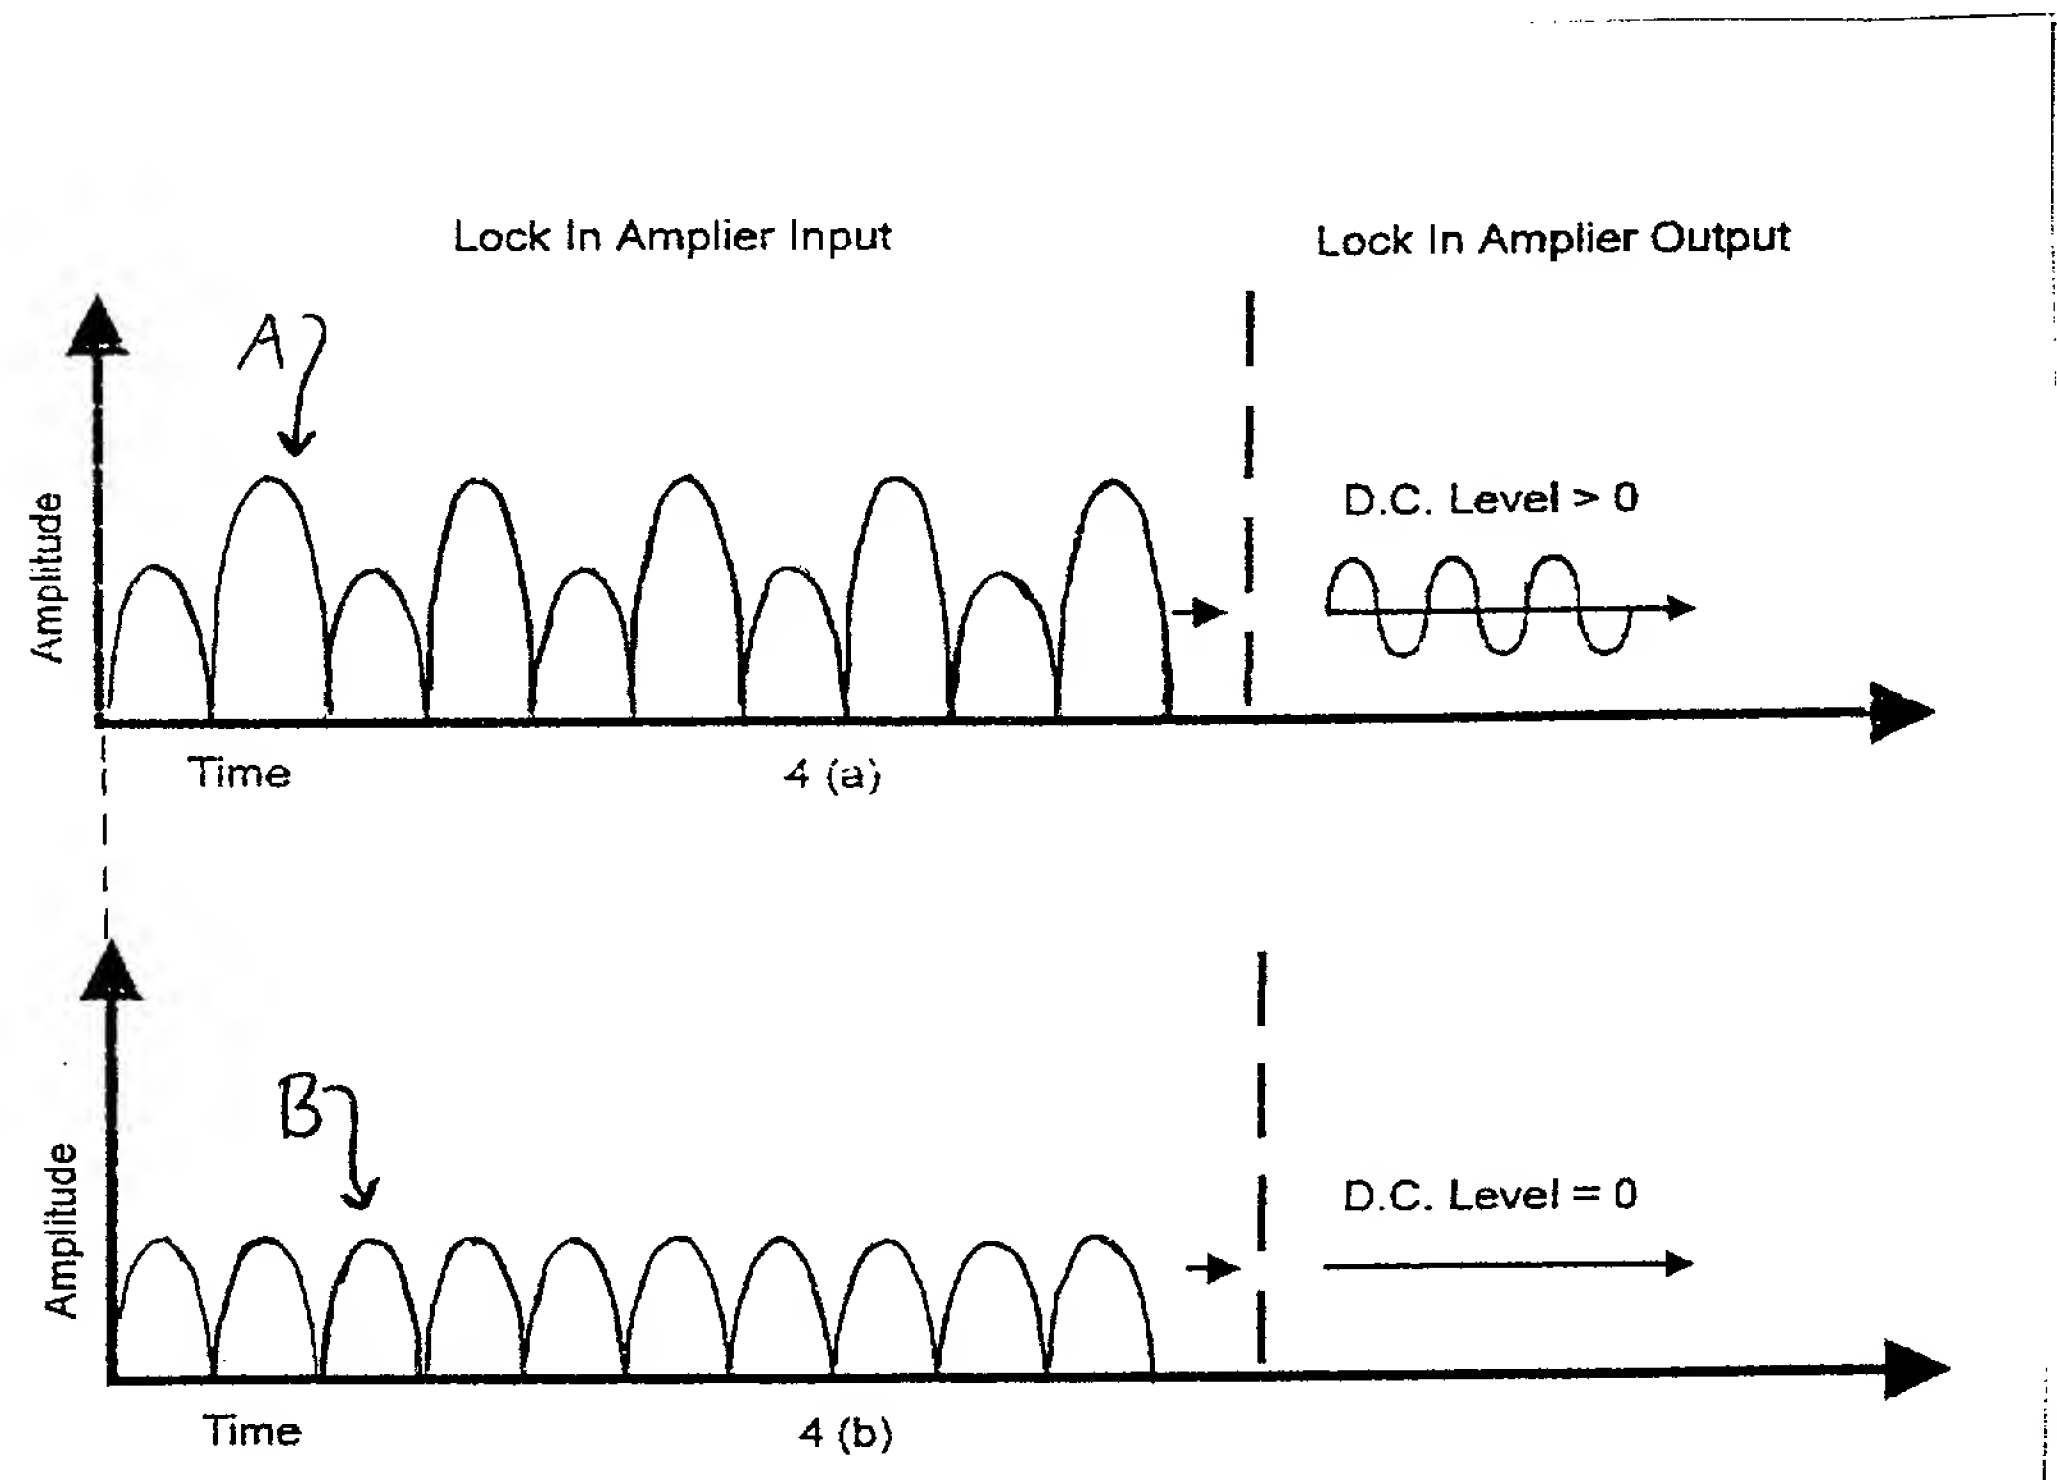 Lock In Amplier Input
Lock In Amplier Output
A
Amplitude
D.C. Level > 0
Time
4 (a)
B
Amplitude
D.C. Level = 0
Time
4 (b)